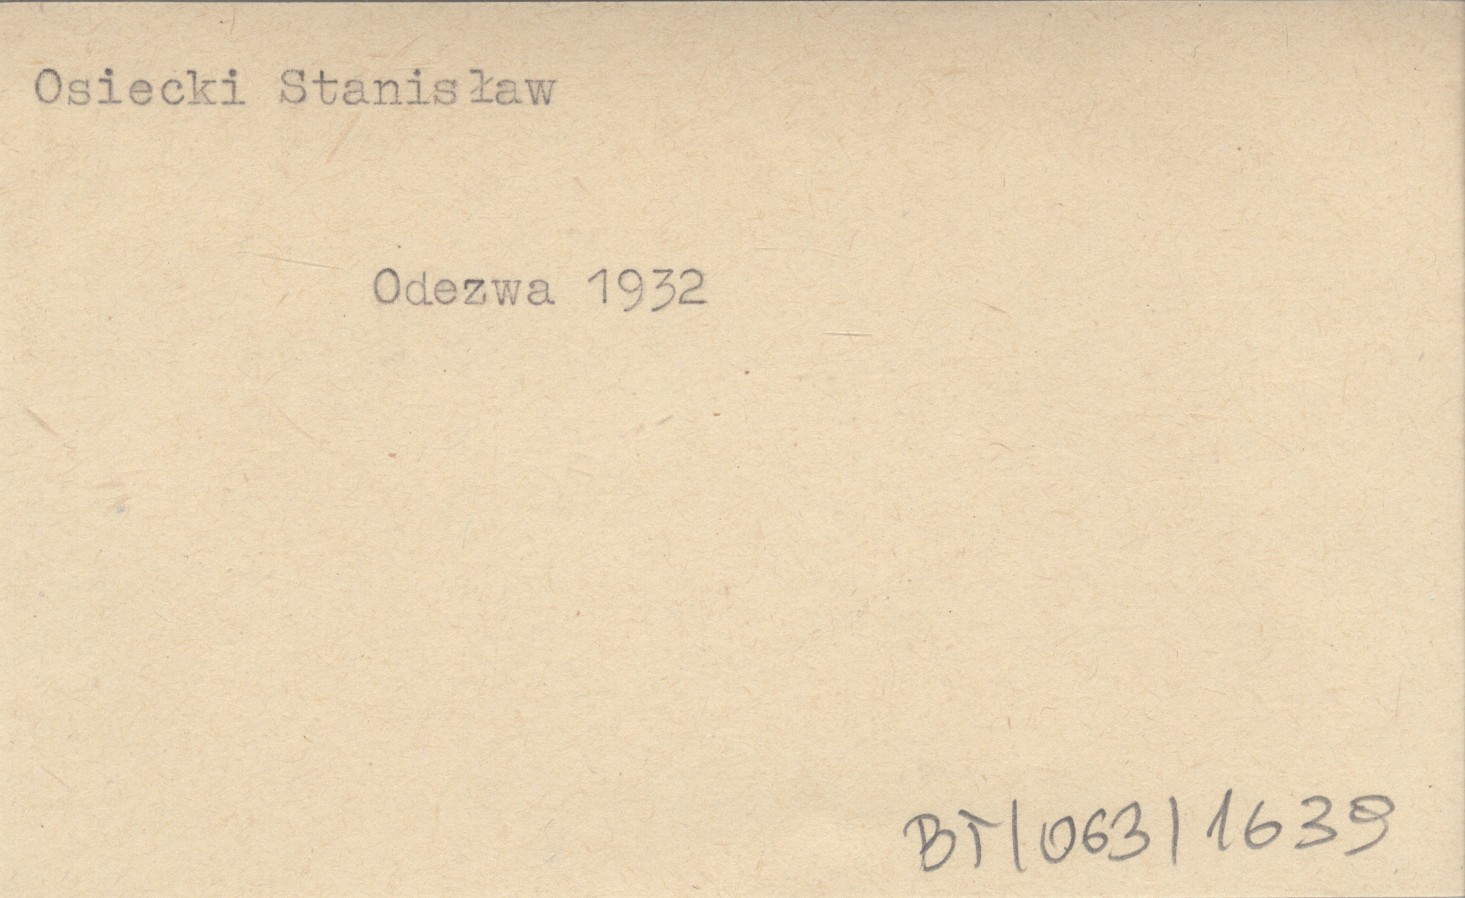 Osiecki Stanisław
Odezwa 1932
BT/063/1639